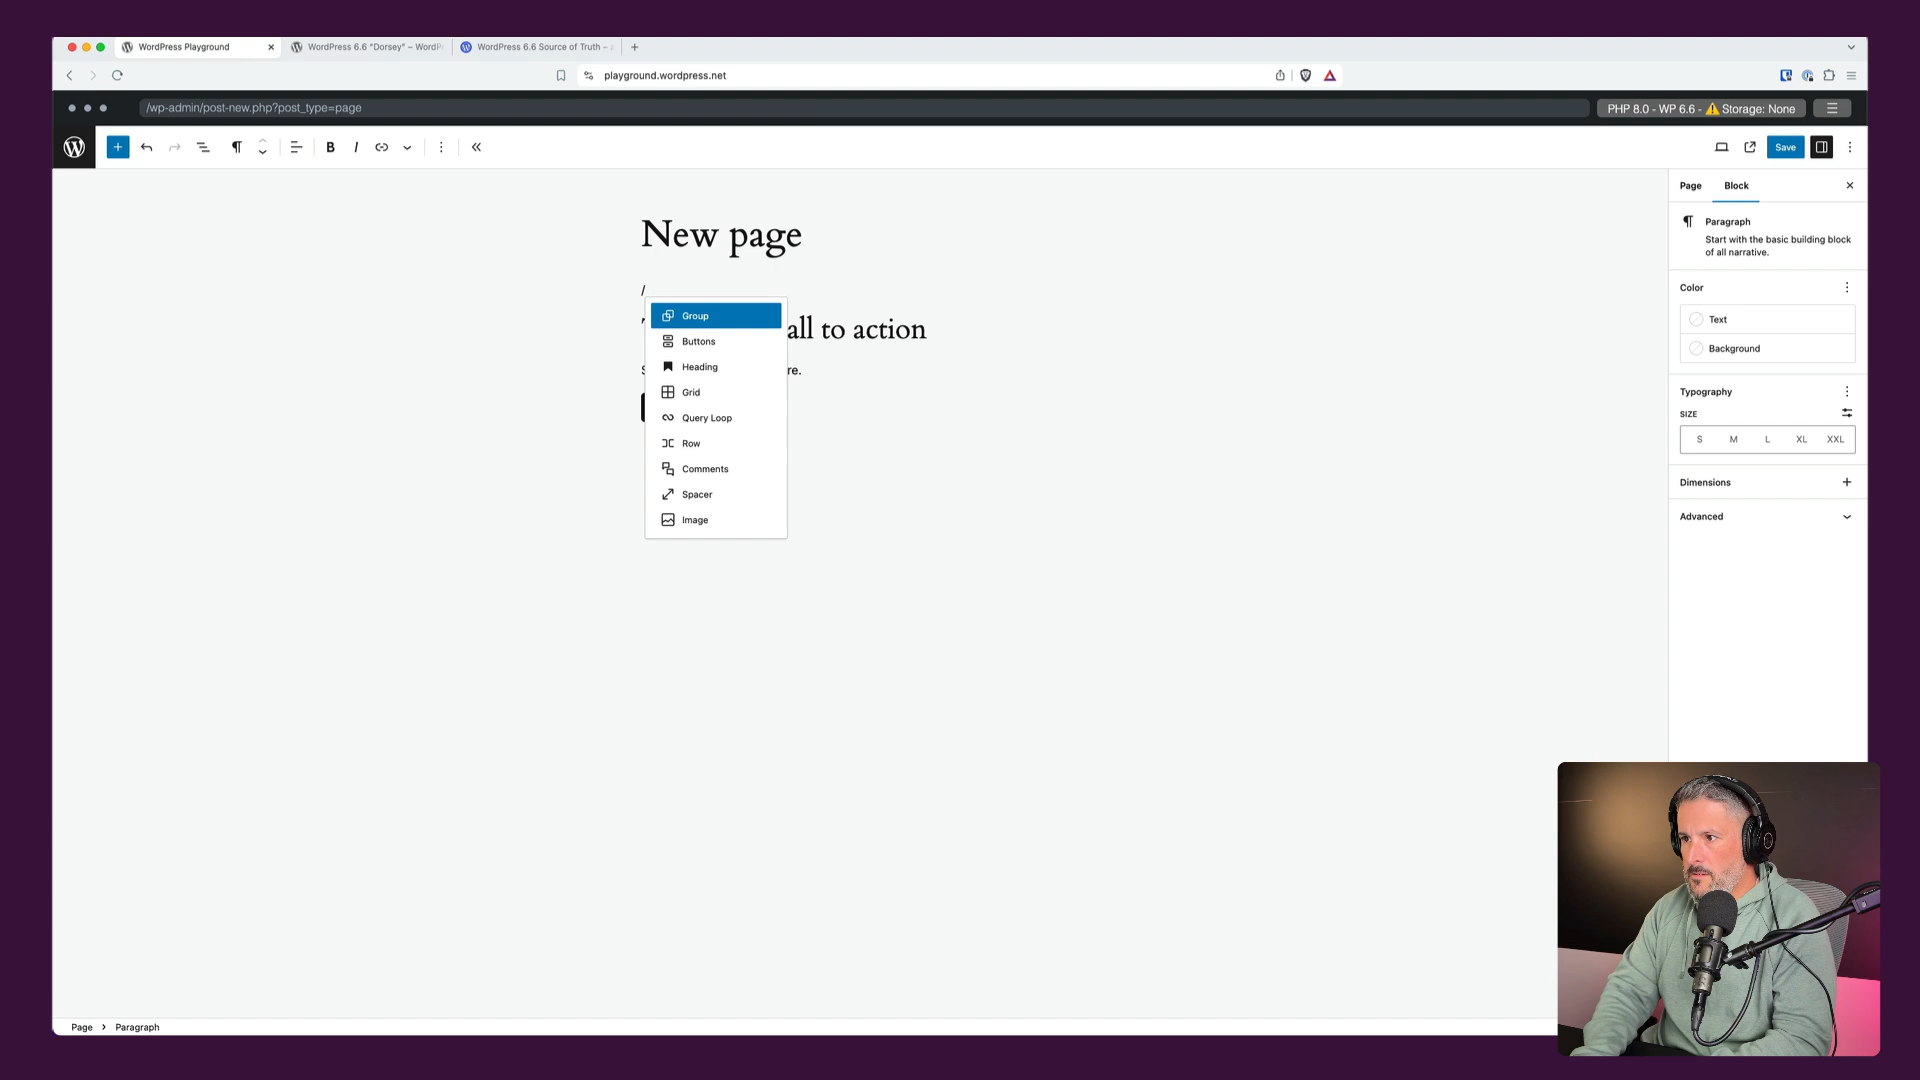 WordPress Playground
WordPress 6.6 "Dorsey" – WordP
WordPress 6.6 Source of Truth –
playground.wordpress.net
/wp-admin/post-new.php?post_type=page
PHP 8.0 - WP 6.6 - ⚠️ Storage: None
B I
Save
Page
Block
New page
/
all to action
re.
Group
Buttons
Heading
Grid
Query Loop
Row
Comments
Spacer
Image
Paragraph
Start with the basic building block
of all narrative.
Color
Text
Background
Typography
SIZE
S M L XL XXL
Dimensions
Advanced
Page > Paragraph